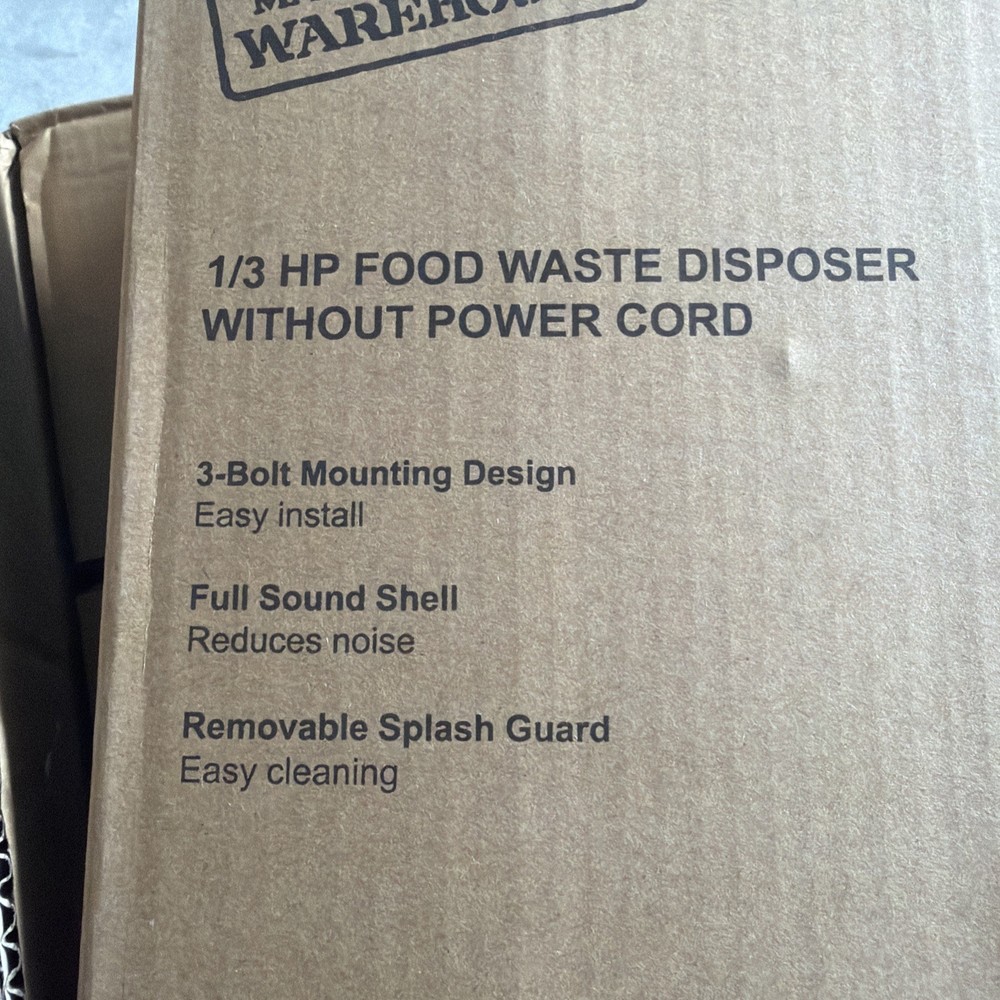 WAREHOUSE
1/3 HP FOOD WASTE DISPOSER
WITHOUT POWER CORD
3-Bolt Mounting Design
Easy install
Full Sound Shell
Reduces noise
Removable Splash Guard
Easy cleaning